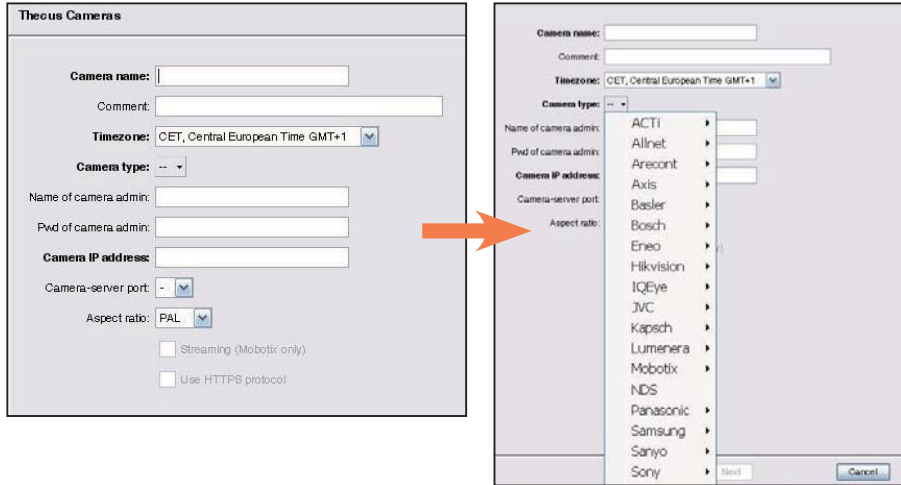 Thecus Cameras
Camera name:
Comment:
Timezone: CET, Central European Time GMT+1
Camera type: --
Name of camera admin:
Pwd of camera admin:
Camera IP address:
Camera-server port: -
Aspect ratio: PAL
Streaming (Mobotix only)
Use HTTPS protocol
Camera name:
Comment:
Timezone: CET, Central European Time GMT+1
Camera type: --
Name of camera admin:
Pwd of camera admin:
Camera IP address:
Camera-server port:
Aspect ratio:
ACTi
Allnet
Arecont
Axis
Basler
Bosch
Eneo
Hikvision
IQEye
JVC
Kapsch
Lumenera
Mobotix
NDS
Panasonic
Samsung
Sanyo
Sony
Next
Cancel